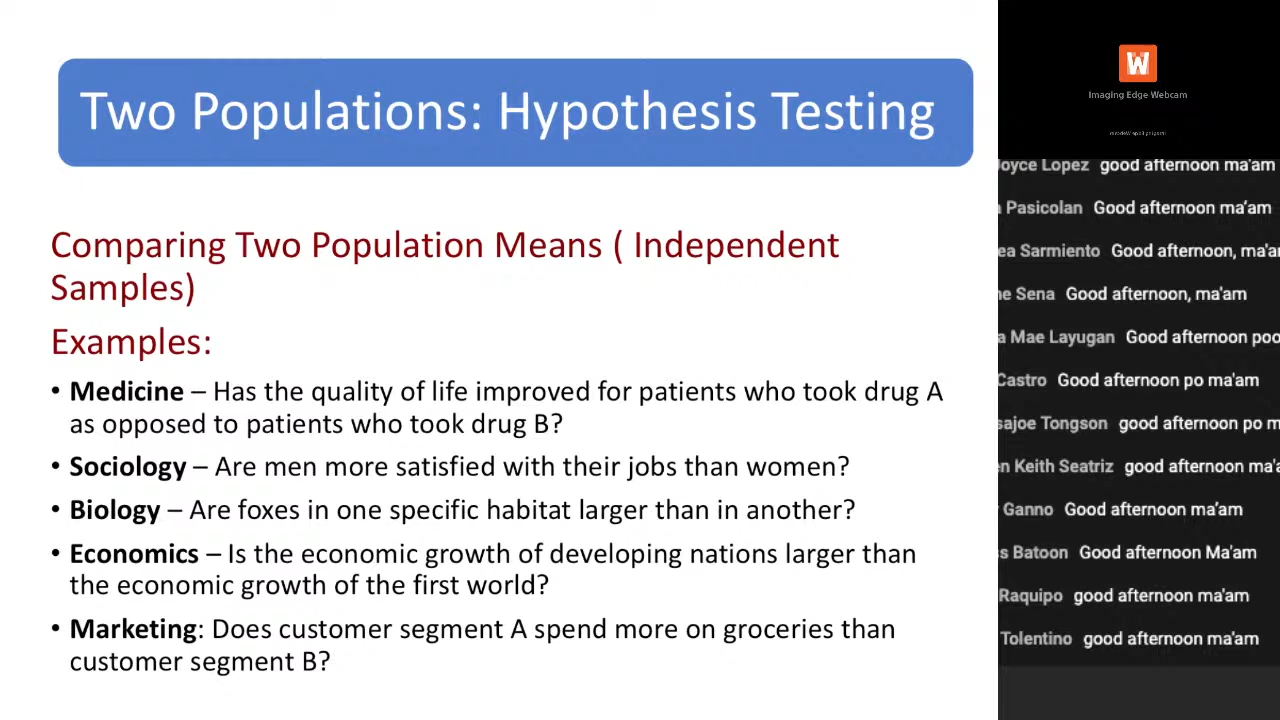 Two Populations: Hypothesis Testing
Comparing Two Population Means ( Independent
Samples)
Examples:
• Medicine – Has the quality of life improved for patients who took drug A
as opposed to patients who took drug B?
• Sociology – Are men more satisfied with their jobs than women?
• Biology – Are foxes in one specific habitat larger than in another?
• Economics – Is the economic growth of developing nations larger than
the economic growth of the first world?
• Marketing: Does customer segment A spend more on groceries than
customer segment B?
Imaging Edge Webcam
Joyce Lopez good afternoon ma'am
Pasicolan Good afternoon ma'am
Sarmiento Good afternoon,
Sena Good afternoon, ma'am
Mae Layugan Good afternoon poo
Castro Good afternoon po ma'am
Tongson good afternoon po
Keith Seatriz good afternoon
Ganno Good afternoon ma'am
Batoon Good afternoon Ma'am
Raquipo good afternoon ma'am
Tolentino good afternoon ma'am